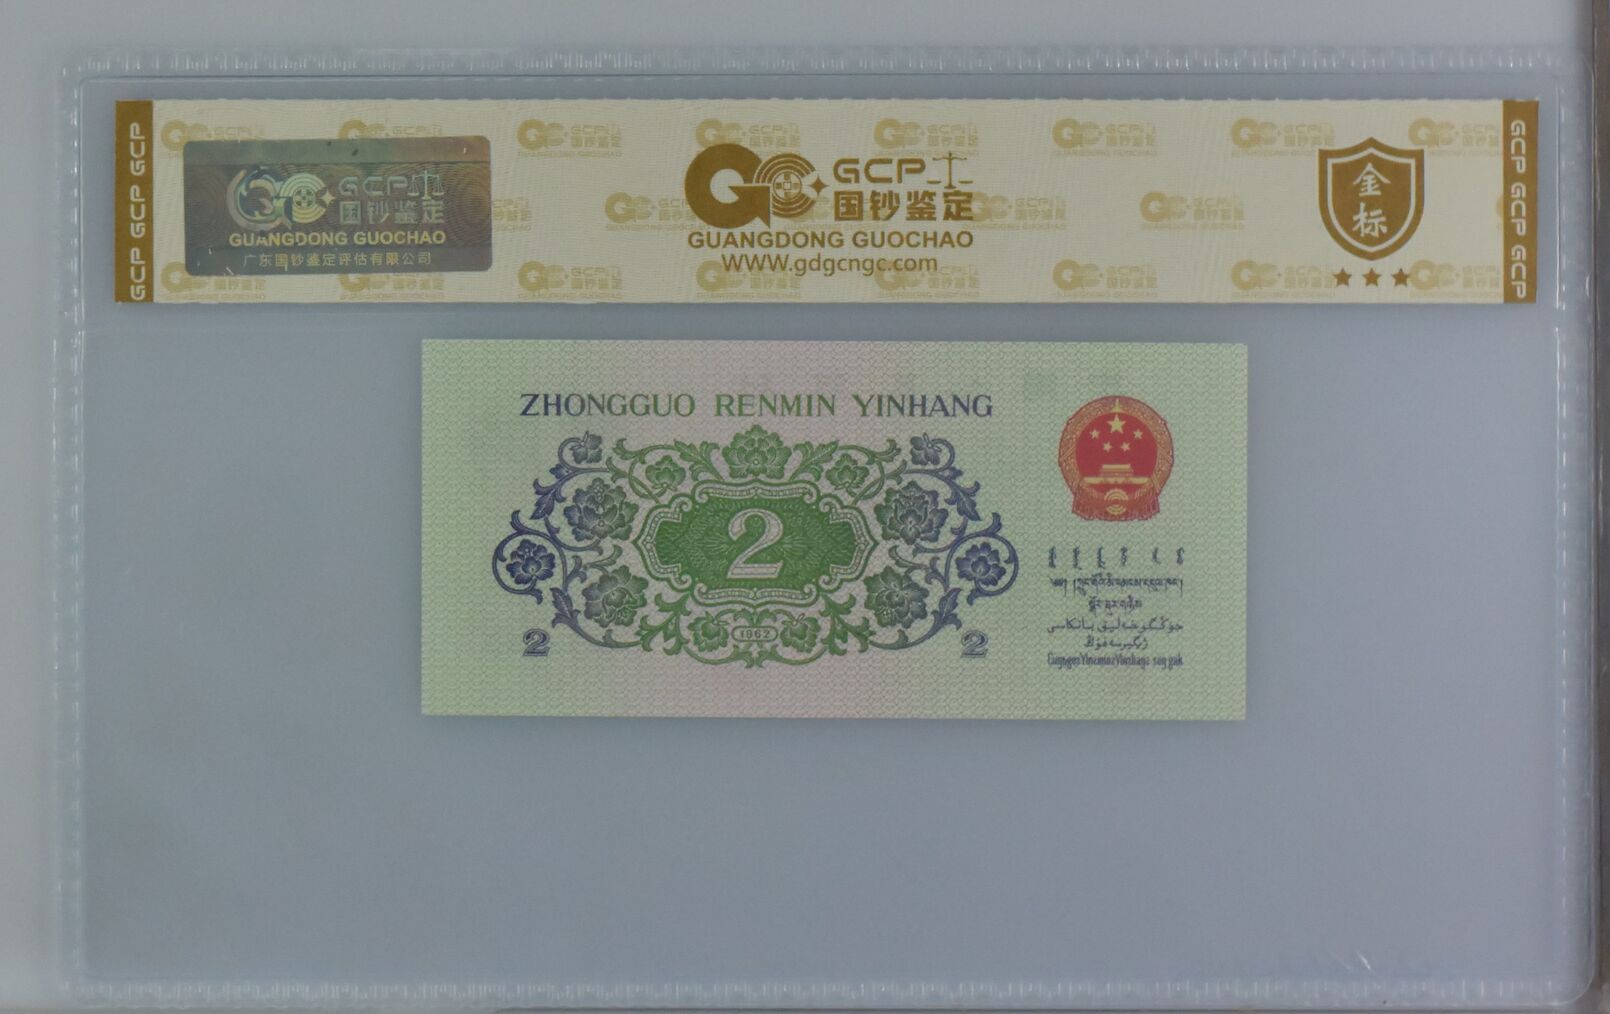 GCP GCP GCP
GCP
国钞鉴定
GUANGDONG GUOCHAO
广东国钞鉴定评估有限公司
GCP
国钞鉴定
GUANGDONG GUOCHAO
WWW.gdgcngc.com
金
标
GCP GCP GCP
ZHONGGUO RENMIN YINHANG
2
1962
2 2